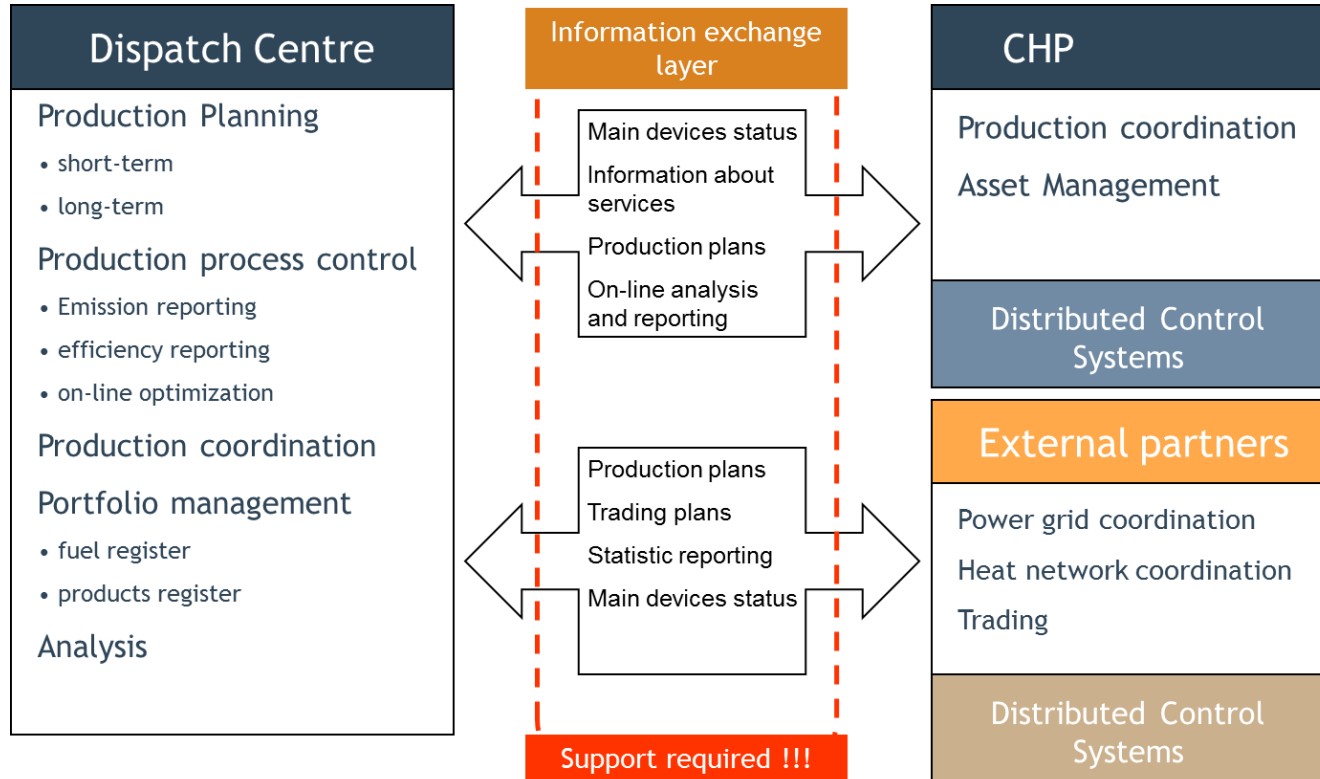 Dispatch Centre
Production Planning
• short-term
• long-term
Production process control
• Emission reporting
• efficiency reporting
• on-line optimization
Production coordination
Portfolio management
• fuel register
• products register
Analysis
Information exchange
layer
Main devices status
Information about
services
Production plans
On-line analysis
and reporting
Production plans
Trading plans
Statistic reporting
Main devices status
Support required !!!
CHP
Production coordination
Asset Management
Distributed Control
Systems
External partners
Power grid coordination
Heat network coordination
Trading
Distributed Control
Systems